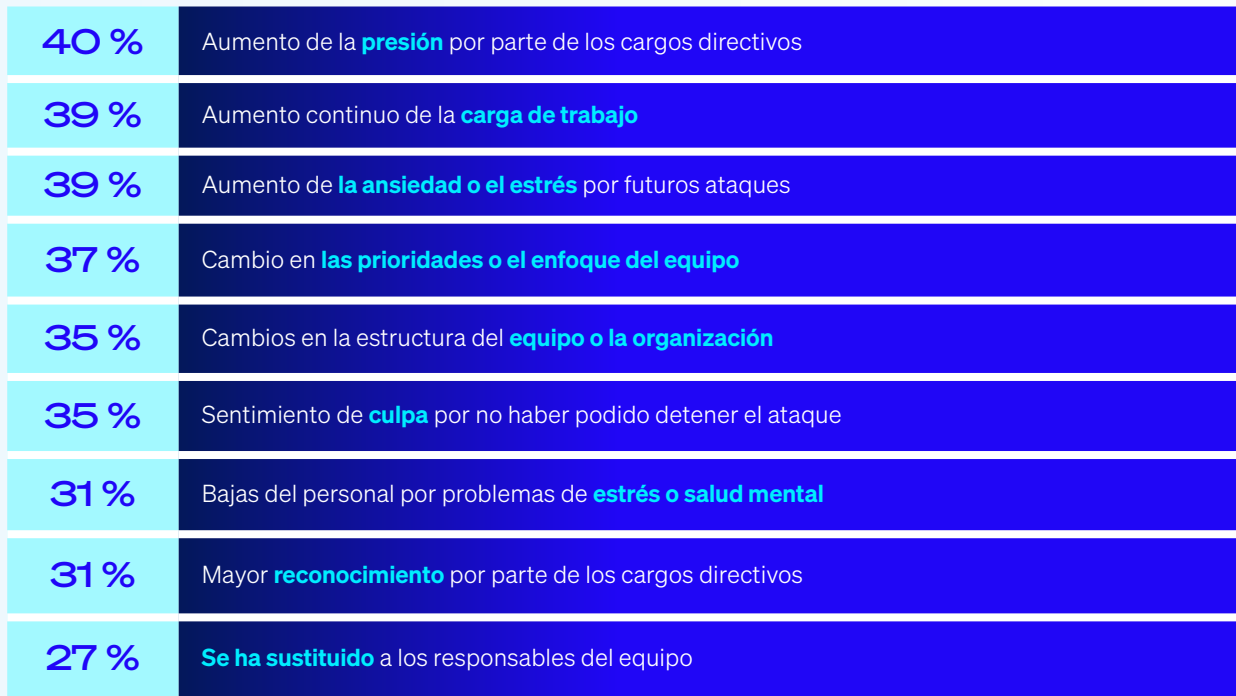 40 % Aumento de la presión por parte de los cargos directivos
39 % Aumento continuo de la carga de trabajo
39 % Aumento de la ansiedad o el estrés por futuros ataques
37 % Cambio en las prioridades o el enfoque del equipo
35 % Cambios en la estructura del equipo o la organización
35 % Sentimiento de culpa por no haber podido detener el ataque
31 % Bajas del personal por problemas de estrés o salud mental
31 % Mayor reconocimiento por parte de los cargos directivos
27 % Se ha sustituido a los responsables del equipo